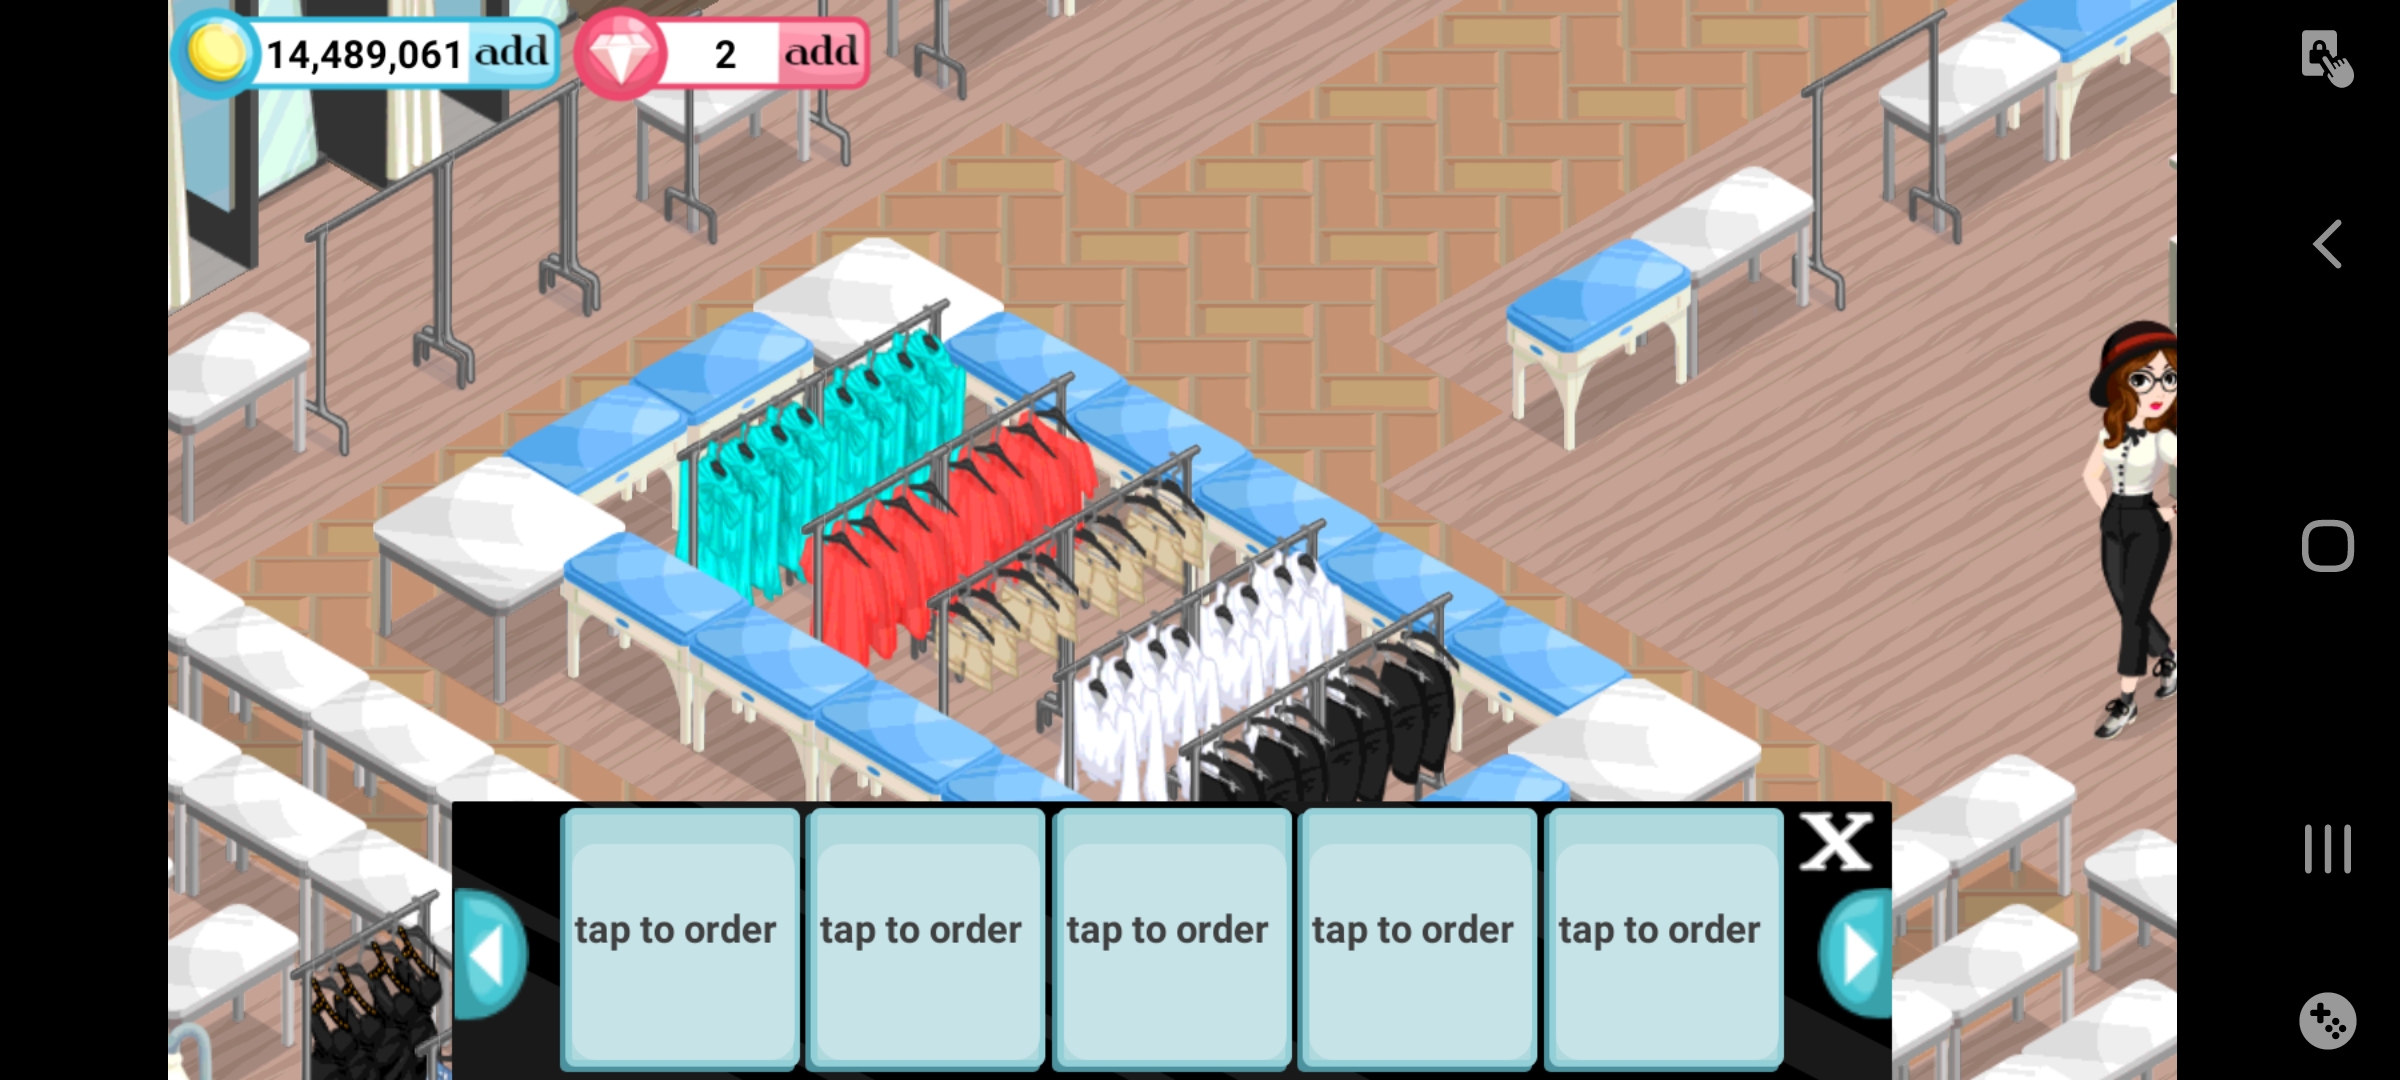 14,489,061 add 2 add
X
tap to order tap to order tap to order tap to order tap to order